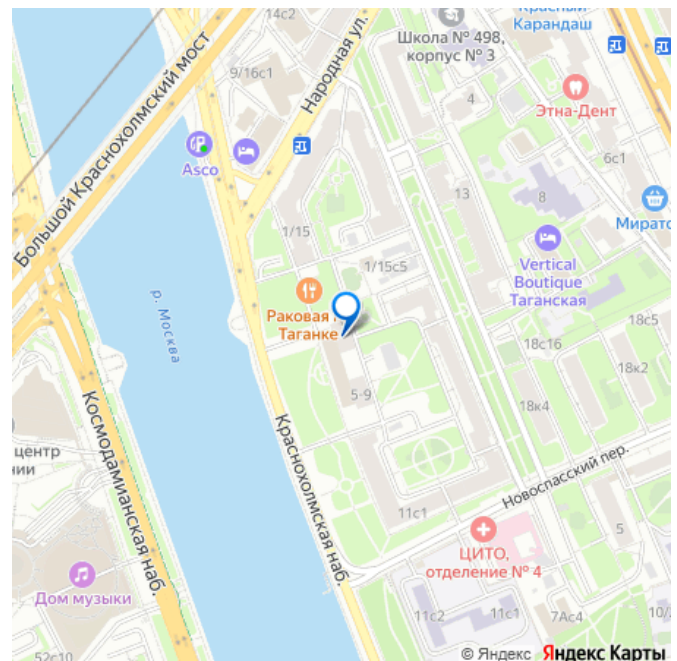 14с2
Красный
Карандаш
Школа № 498,
корпус № 3
Народная ул.
9/16с1
Большой Краснохолмский мост
Этна-Дент
4
Asco
6с1
13
8
Мирато
1/15
1/15с5
Vertical
Boutique
Таганская
р. Москва
Раковая
Таганке
18с5
18с16
18к2
5-9
18к4
Космодамианская наб.
Краснохолмская наб.
центр
нии
Новоспасский пер.
11с1
5
ЦИТО,
отделение № 4
Дом музыки
11с2
11с1
7Ас4
10/
52с10
© Яндекс Яндекс Карты